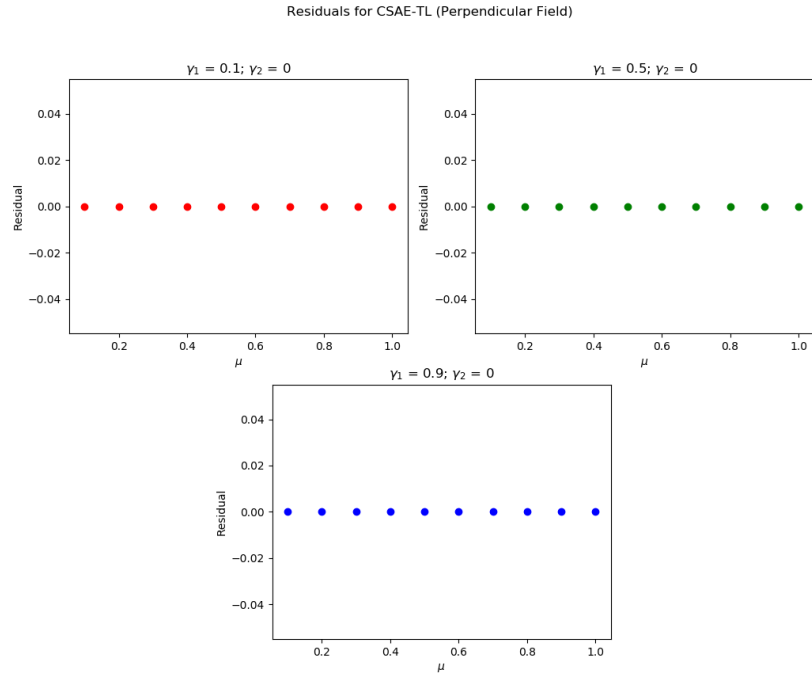 Residuals for CSAE-TL (Perpendicular Field)
γ₁ = 0.1; γ₂ = 0
0.04
0.02
0.00
−0.02
−0.04
Residual
0.2 0.4 0.6 0.8 1.0
μ
γ₁ = 0.5; γ₂ = 0
0.04
0.02
0.00
−0.02
−0.04
Residual
0.2 0.4 0.6 0.8 1.0
μ
γ₁ = 0.9; γ₂ = 0
0.04
0.02
0.00
−0.02
−0.04
Residual
0.2 0.4 0.6 0.8 1.0
μ